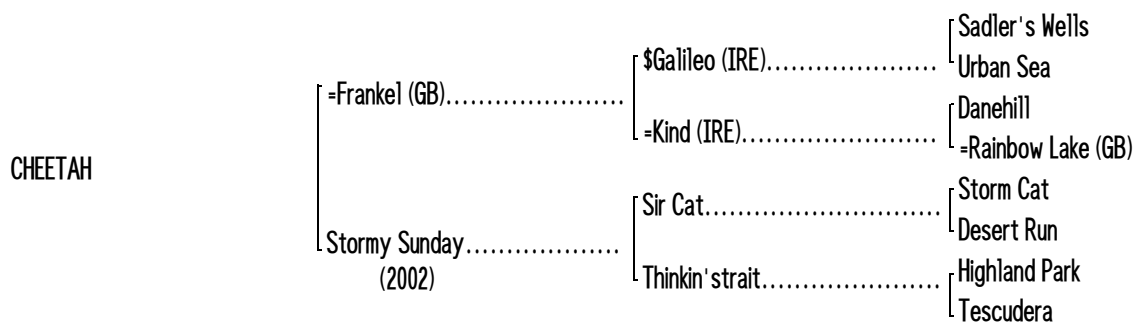 Sadler's Wells
$Galileo (IRE).....................
Urban Sea
=Frankel (GB).......................
Danehill
=Kind (IRE).......................
=Rainbow Lake (GB)
CHEETAH
Storm Cat
Sir Cat...........................
Desert Run
Stormy Sunday..................
(2002)
Highland Park
Thinkin'strait.....................
Tescudera